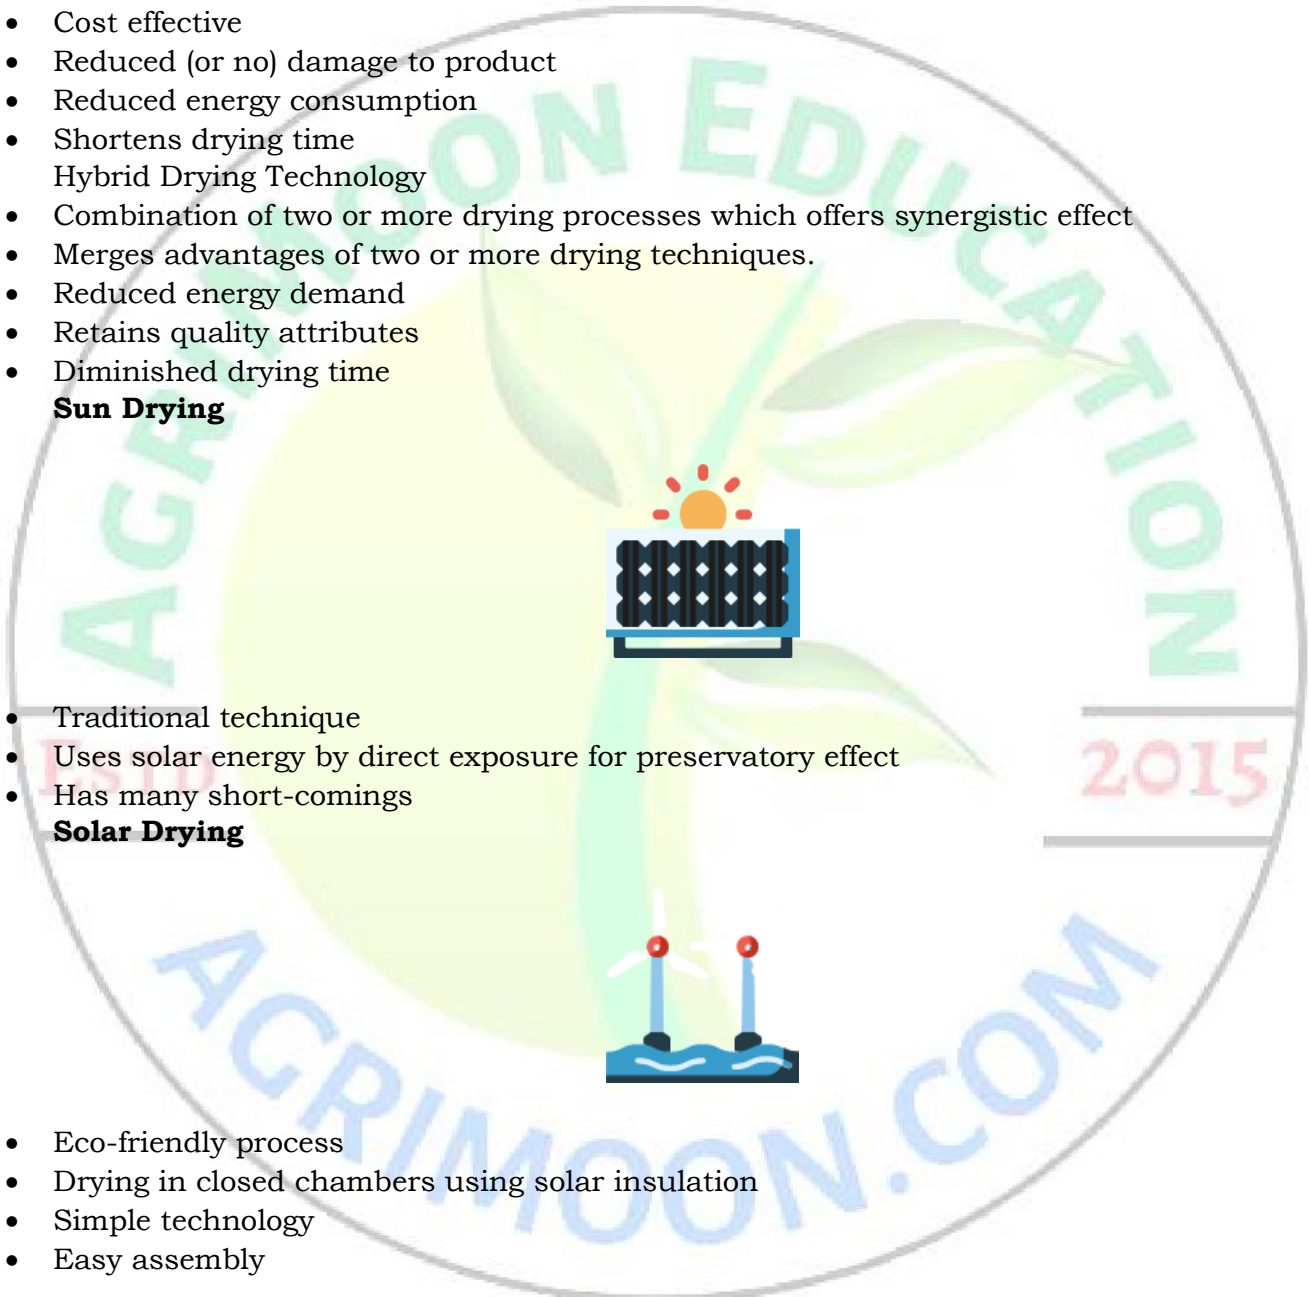 • Cost effective
• Reduced (or no) damage to product
• Reduced energy consumption
• Shortens drying time
Hybrid Drying Technology
• Combination of two or more drying processes which offers synergistic effect
• Merges advantages of two or more drying techniques.
• Reduced energy demand
• Retains quality attributes
• Diminished drying time
Sun Drying
• Traditional technique
• Uses solar energy by direct exposure for preservatory effect
• Has many short-comings
Solar Drying
• Eco-friendly process
• Drying in closed chambers using solar insulation
• Simple technology
• Easy assembly
AGRIMOON EDUCATION
ESTD 2015
AGRIMOON.COM